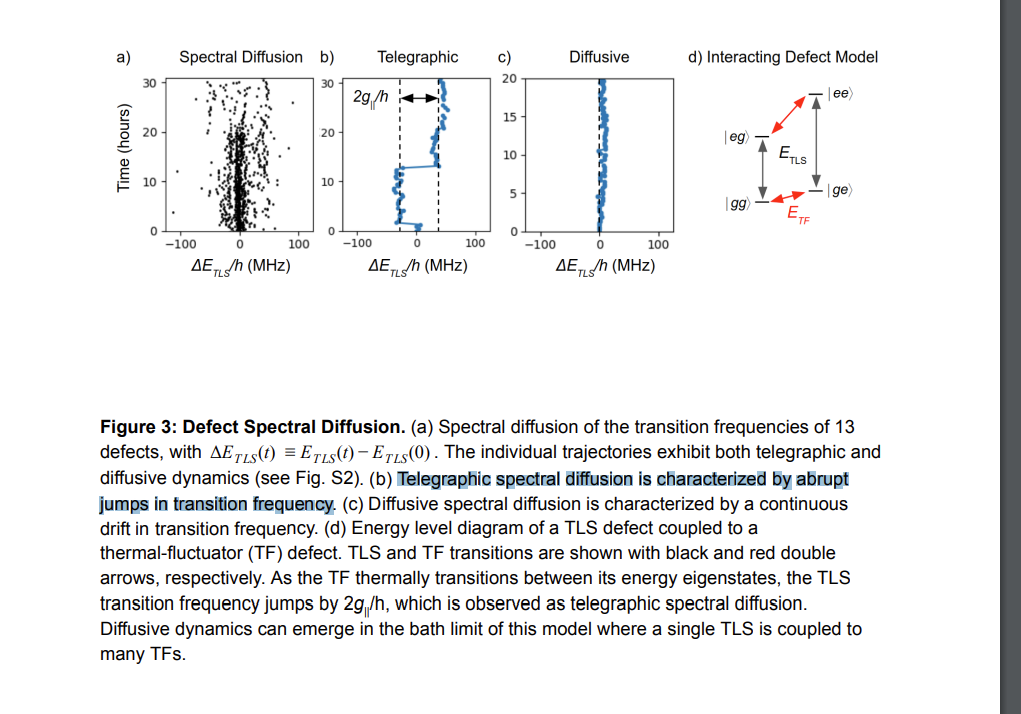 a) Spectral Diffusion b) Telegraphic c) Diffusive d) Interacting Defect Model
Time (hours)
30
20
10
0
−100 0 100
ΔE_TLS/h (MHz)
2g_||/h
30
20
10
0
−100 0 100
ΔE_TLS/h (MHz)
20
15
10
5
0
−100 0 100
ΔE_TLS/h (MHz)
|ee⟩
|eg⟩
E_TLS
|ge⟩
|gg⟩
E_TF
Figure 3: Defect Spectral Diffusion. (a) Spectral diffusion of the transition frequencies of 13
defects, with ΔE_TLS(t) ≡ E_TLS(t) − E_TLS(0). The individual trajectories exhibit both telegraphic and
diffusive dynamics (see Fig. S2). (b) Telegraphic spectral diffusion is characterized by abrupt
jumps in transition frequency. (c) Diffusive spectral diffusion is characterized by a continuous
drift in transition frequency. (d) Energy level diagram of a TLS defect coupled to a
thermal-fluctuator (TF) defect. TLS and TF transitions are shown with black and red double
arrows, respectively. As the TF thermally transitions between its energy eigenstates, the TLS
transition frequency jumps by 2g_||/h, which is observed as telegraphic spectral diffusion.
Diffusive dynamics can emerge in the bath limit of this model where a single TLS is coupled to
many TFs.